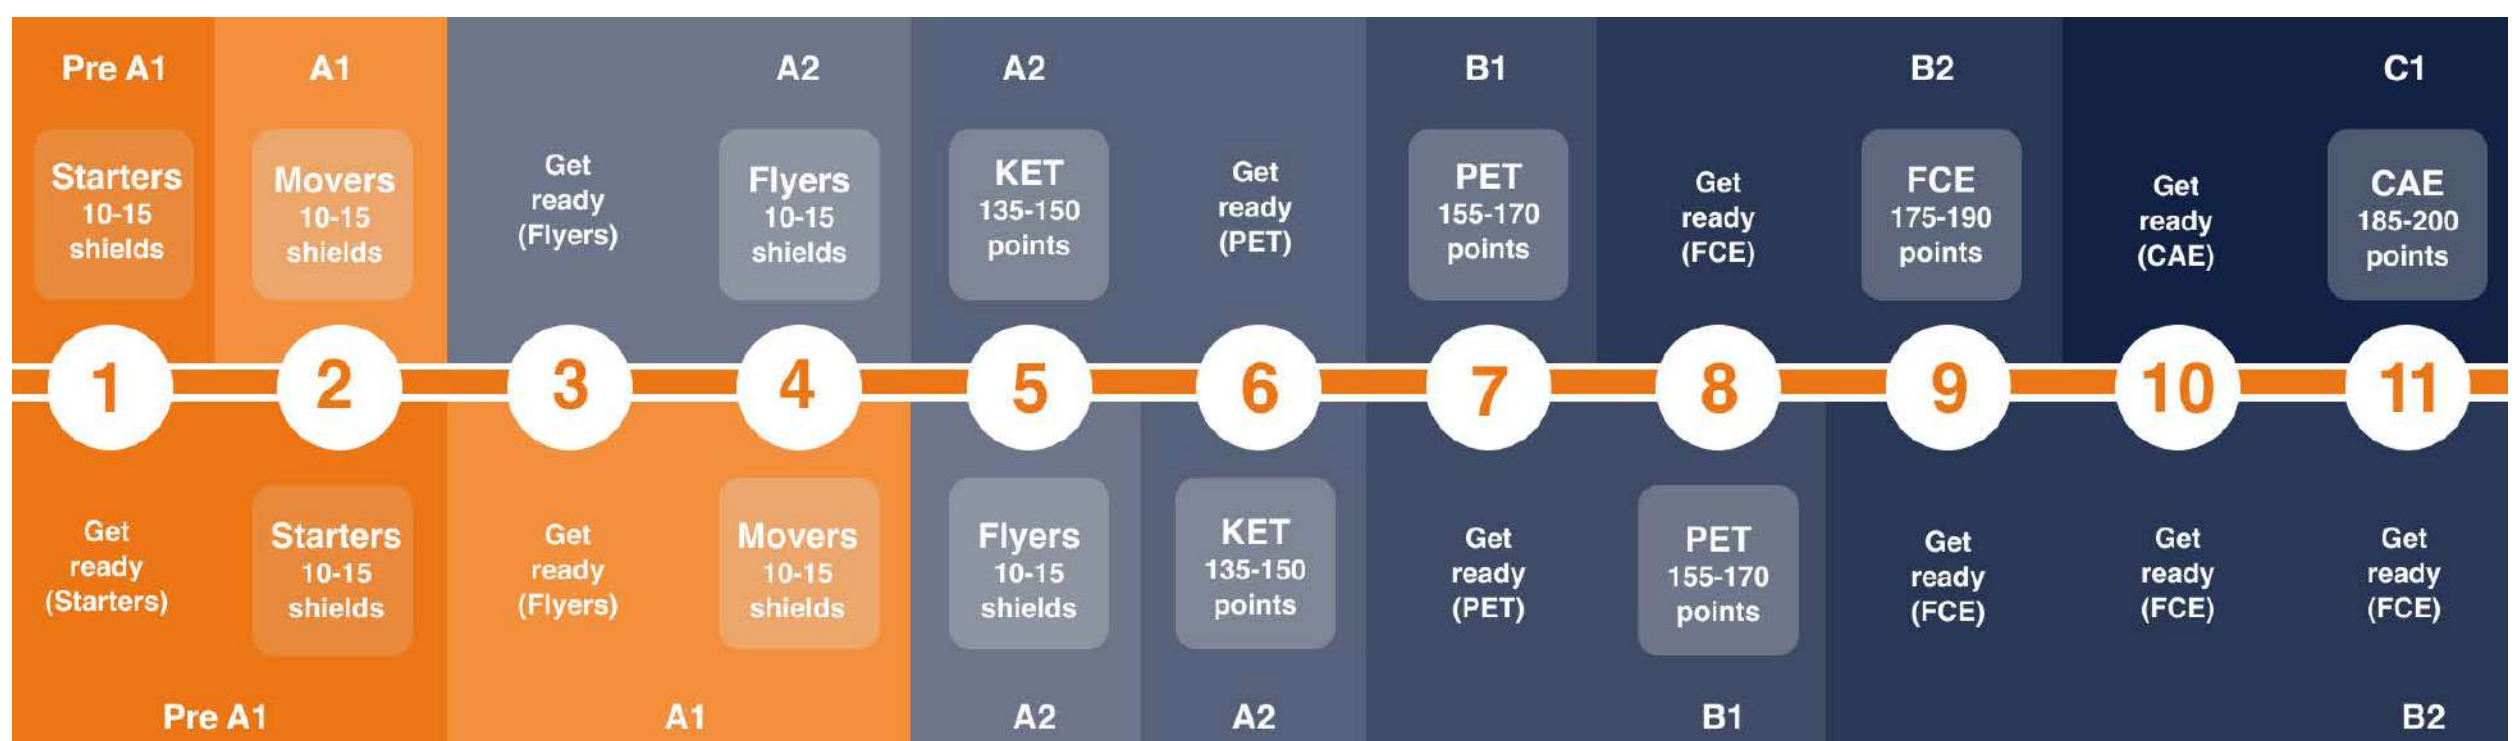 Pre A1
A1
A2
A2
B1
B2
C1
Starters
10-15
shields
Movers
10-15
shields
Get
ready
(Flyers)
Flyers
10-15
shields
KET
135-150
points
Get
ready
(PET)
PET
155-170
points
Get
ready
(FCE)
FCE
175-190
points
Get
ready
(CAE)
CAE
185-200
points
1
2
3
4
5
6
7
8
9
10
11
Get
ready
(Starters)
Starters
10-15
shields
Get
ready
(Flyers)
Movers
10-15
shields
Flyers
10-15
shields
KET
135-150
points
Get
ready
(PET)
PET
155-170
points
Get
ready
(FCE)
Get
ready
(FCE)
Get
ready
(FCE)
Pre A1
A1
A2
A2
B1
B2